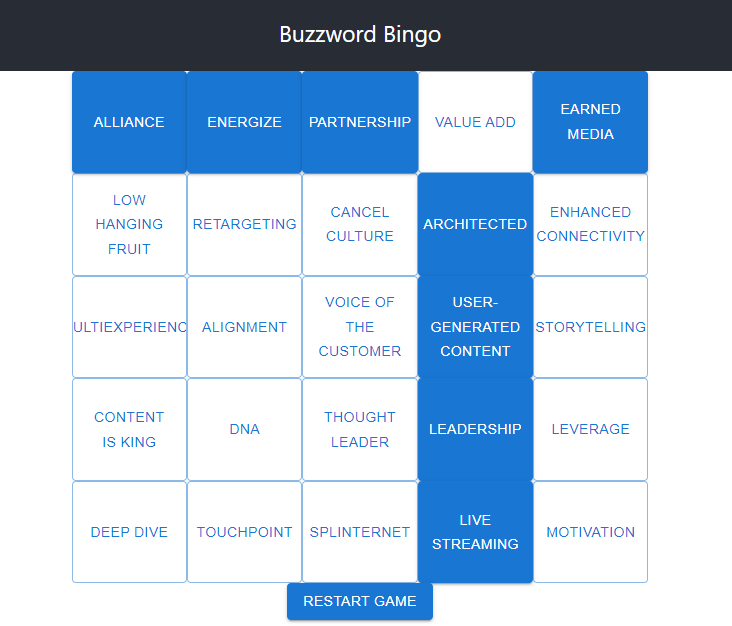 Buzzword Bingo
ALLIANCE
ENERGIZE
PARTNERSHIP
VALUE ADD
EARNED
MEDIA
LOW
HANGING
FRUIT
RETARGETING
CANCEL
CULTURE
ARCHITECTED
ENHANCED
CONNECTIVITY
ULTIEXPERIENC
ALIGNMENT
VOICE OF
THE
CUSTOMER
USER-
GENERATED
CONTENT
STORYTELLING
CONTENT
IS KING
DNA
THOUGHT
LEADER
LEADERSHIP
LEVERAGE
DEEP DIVE
TOUCHPOINT
SPLINTERNET
LIVE
STREAMING
MOTIVATION
RESTART GAME